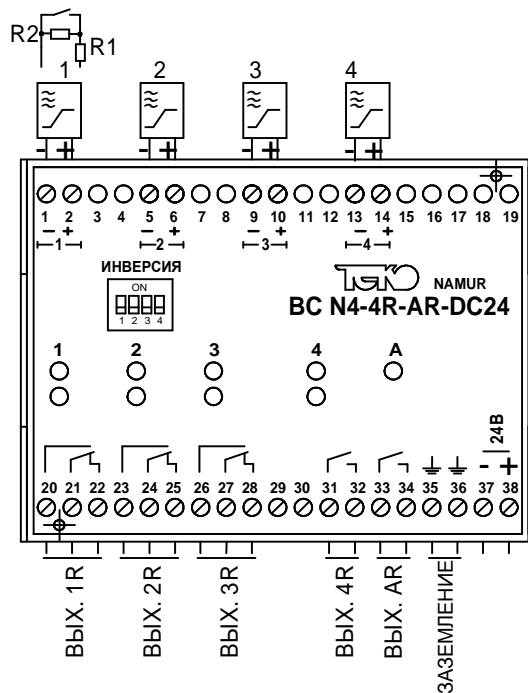 R2
R1
1 2 3 4
- + - + - + - +
1 2 3 4 5 6 7 8 9 10 11 12 13 14 15 16 17 18 19
- + - + - + - +
1 2 3 4
ИНВЕРСИЯ
ON
1 2 3 4
ТЕКО NAMUR
ВС N4-4R-AR-DC24
1 2 3 4 A
24В
- +
20 21 22 23 24 25 26 27 28 29 30 31 32 33 34 35 36 37 38
ВЫХ. 1R
ВЫХ. 2R
ВЫХ. 3R
ВЫХ. 4R
ВЫХ. AR
ЗАЗЕМЛЕНИЕ